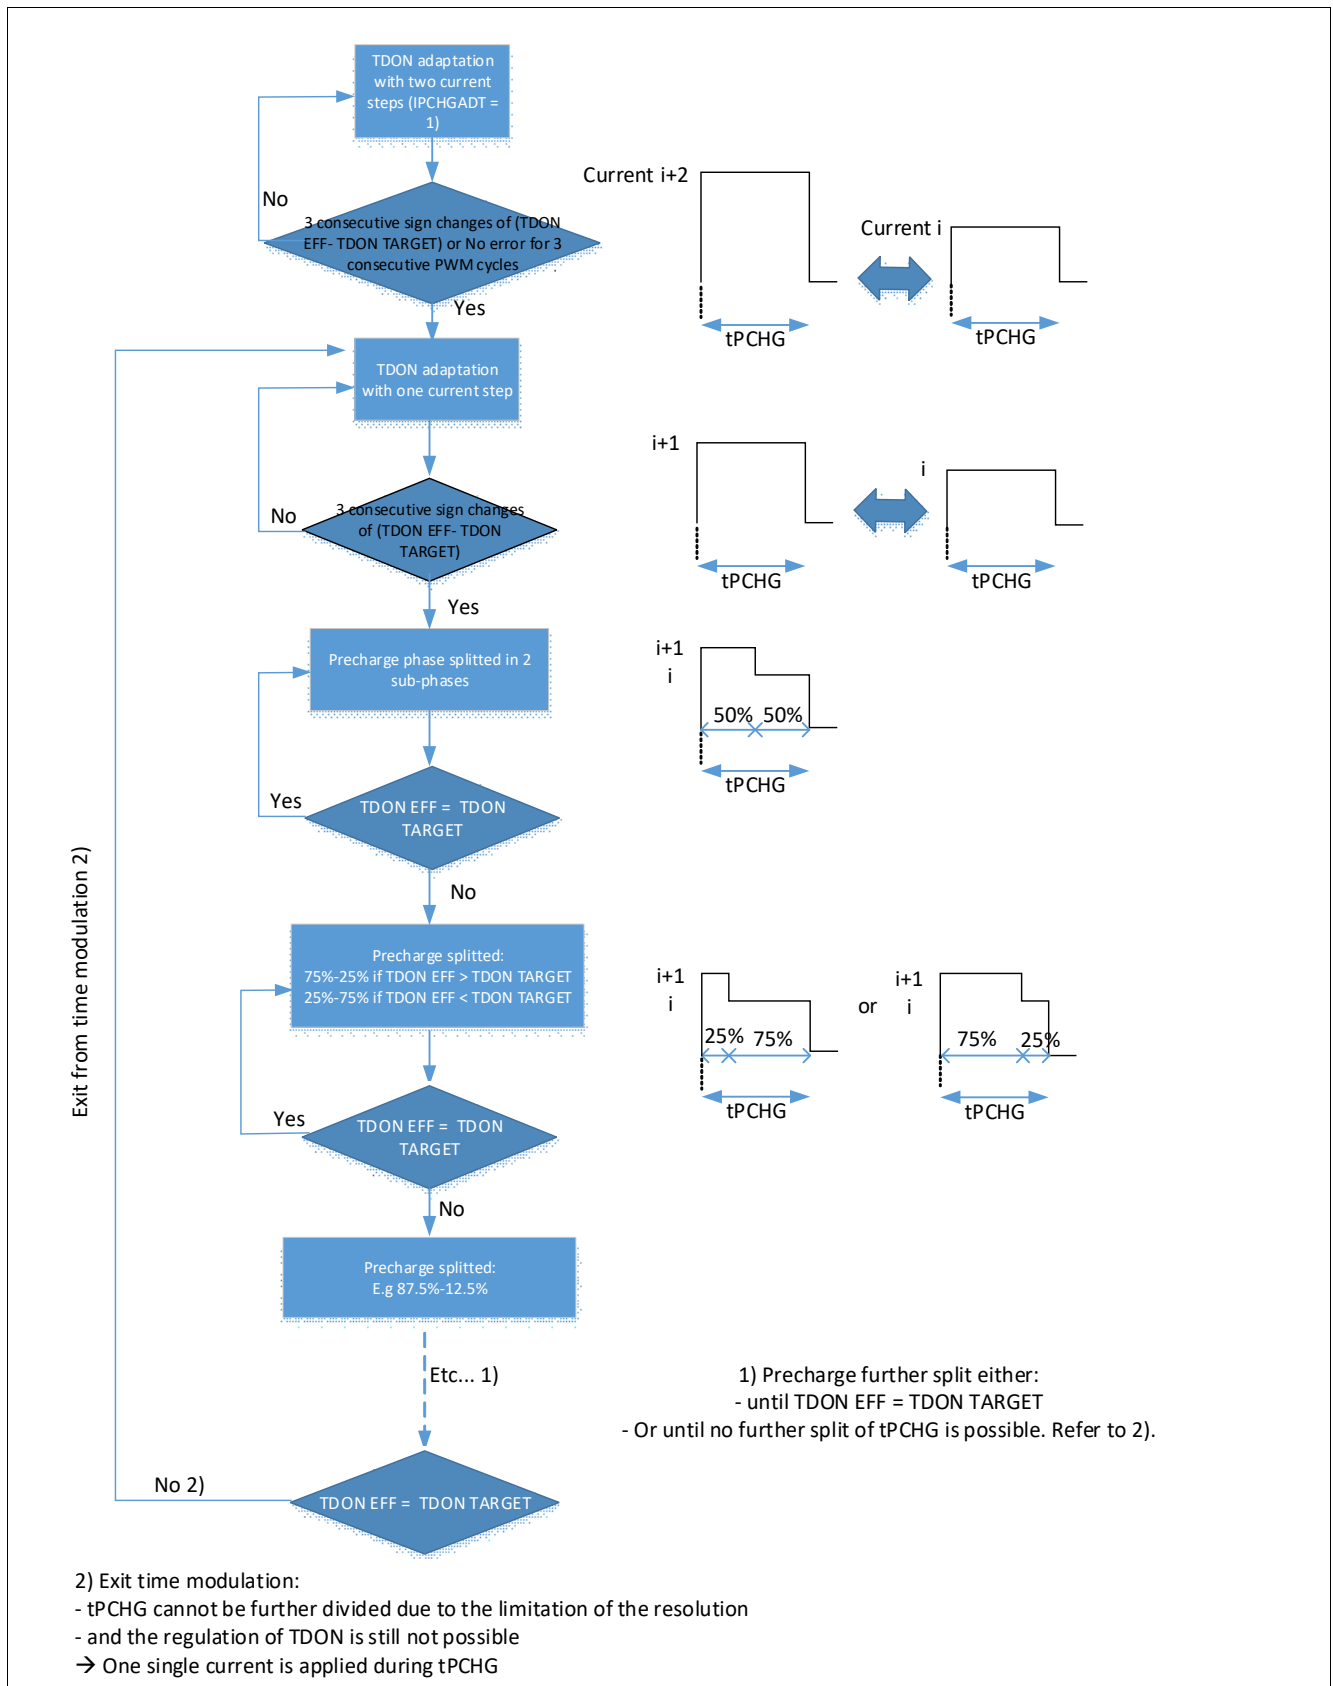 TDON adaptation
with two current
steps (IPCHGADT =
1)
No
3 consecutive sign changes of (TDON
EFF- TDON TARGET) or No error for 3
consecutive PWM cycles
Yes
Current i+2
Current i
tPCHG
tPCHG
TDON adaptation
with one current step
No
3 consecutive sign changes
of (TDON EFF- TDON
TARGET)
Yes
i+1
i
tPCHG
tPCHG
Precharge phase splitted in 2
sub-phases
i+1
i
50%
50%
tPCHG
Yes
TDON EFF = TDON
TARGET
No
Exit from time modulation 2)
Precharge splitted:
75%-25% if TDON EFF > TDON TARGET
25%-75% if TDON EFF < TDON TARGET
i+1
i
25%
75%
tPCHG
or
i+1
i
75%
25%
tPCHG
Yes
TDON EFF = TDON
TARGET
No
Precharge splitted:
E.g 87.5%-12.5%
Etc... 1)
1) Precharge further split either:
- until TDON EFF = TDON TARGET
- Or until no further split of tPCHG is possible. Refer to 2).
No 2)
TDON EFF = TDON TARGET
2) Exit time modulation:
- tPCHG cannot be further divided due to the limitation of the resolution
- and the regulation of TDON is still not possible
→ One single current is applied during tPCHG